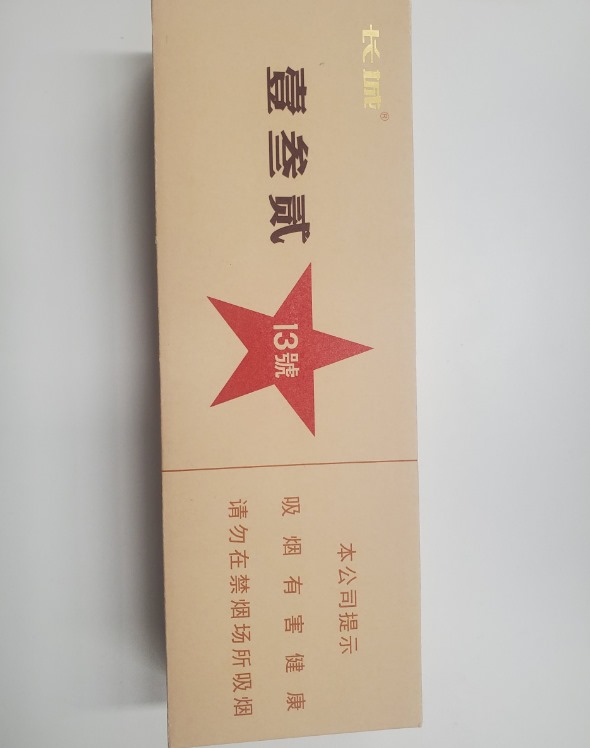 长城®
壹叁贰
13號
本公司提示
吸烟有害健康
请勿在禁烟场所吸烟